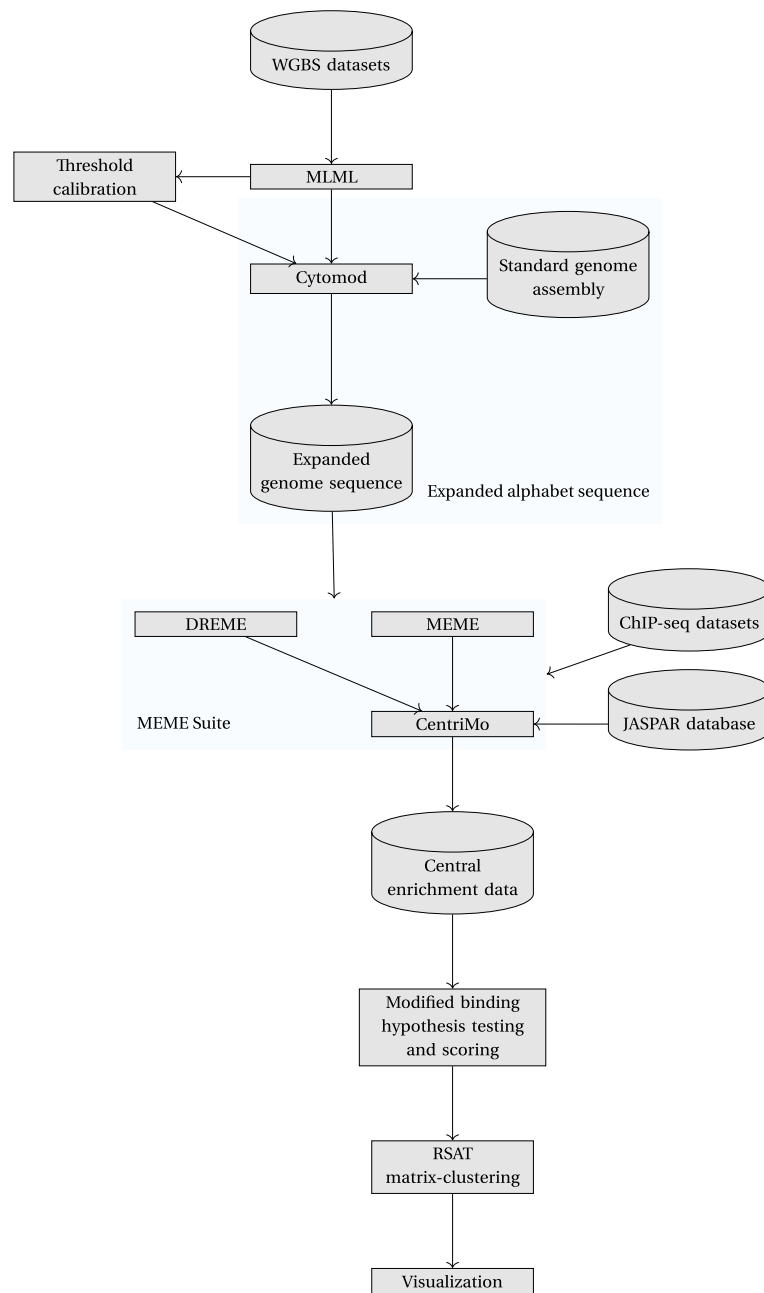 WGBS datasets
Threshold
calibration
MLML
Cytomod
Standard genome
assembly
Expanded
genome sequence
Expanded alphabet sequence
DREME
MEME
ChIP-seq datasets
MEME Suite
CentriMo
JASPAR database
Central
enrichment data
Modified binding
hypothesis testing
and scoring
RSAT
matrix-clustering
Visualization